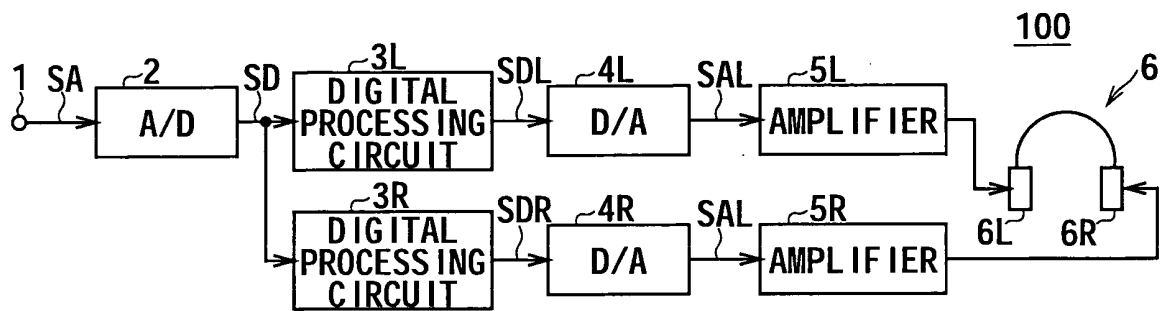 100
1
SA
2
A/D
SD
3L
DIGITAL
PROCESSING
CIRCUIT
SDL
4L
D/A
SAL
5L
AMPLIFIER
6
6L
6R
3R
DIGITAL
PROCESSING
CIRCUIT
SDR
4R
D/A
SAL
5R
AMPLIFIER